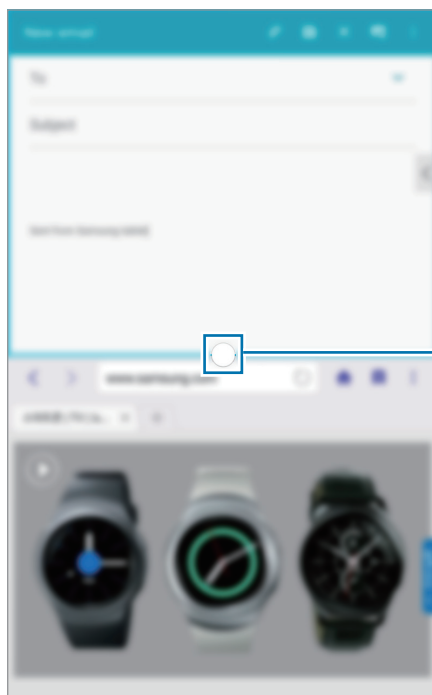 New email
To
Subject
Sent from Samsung tablet
www.samsung.com